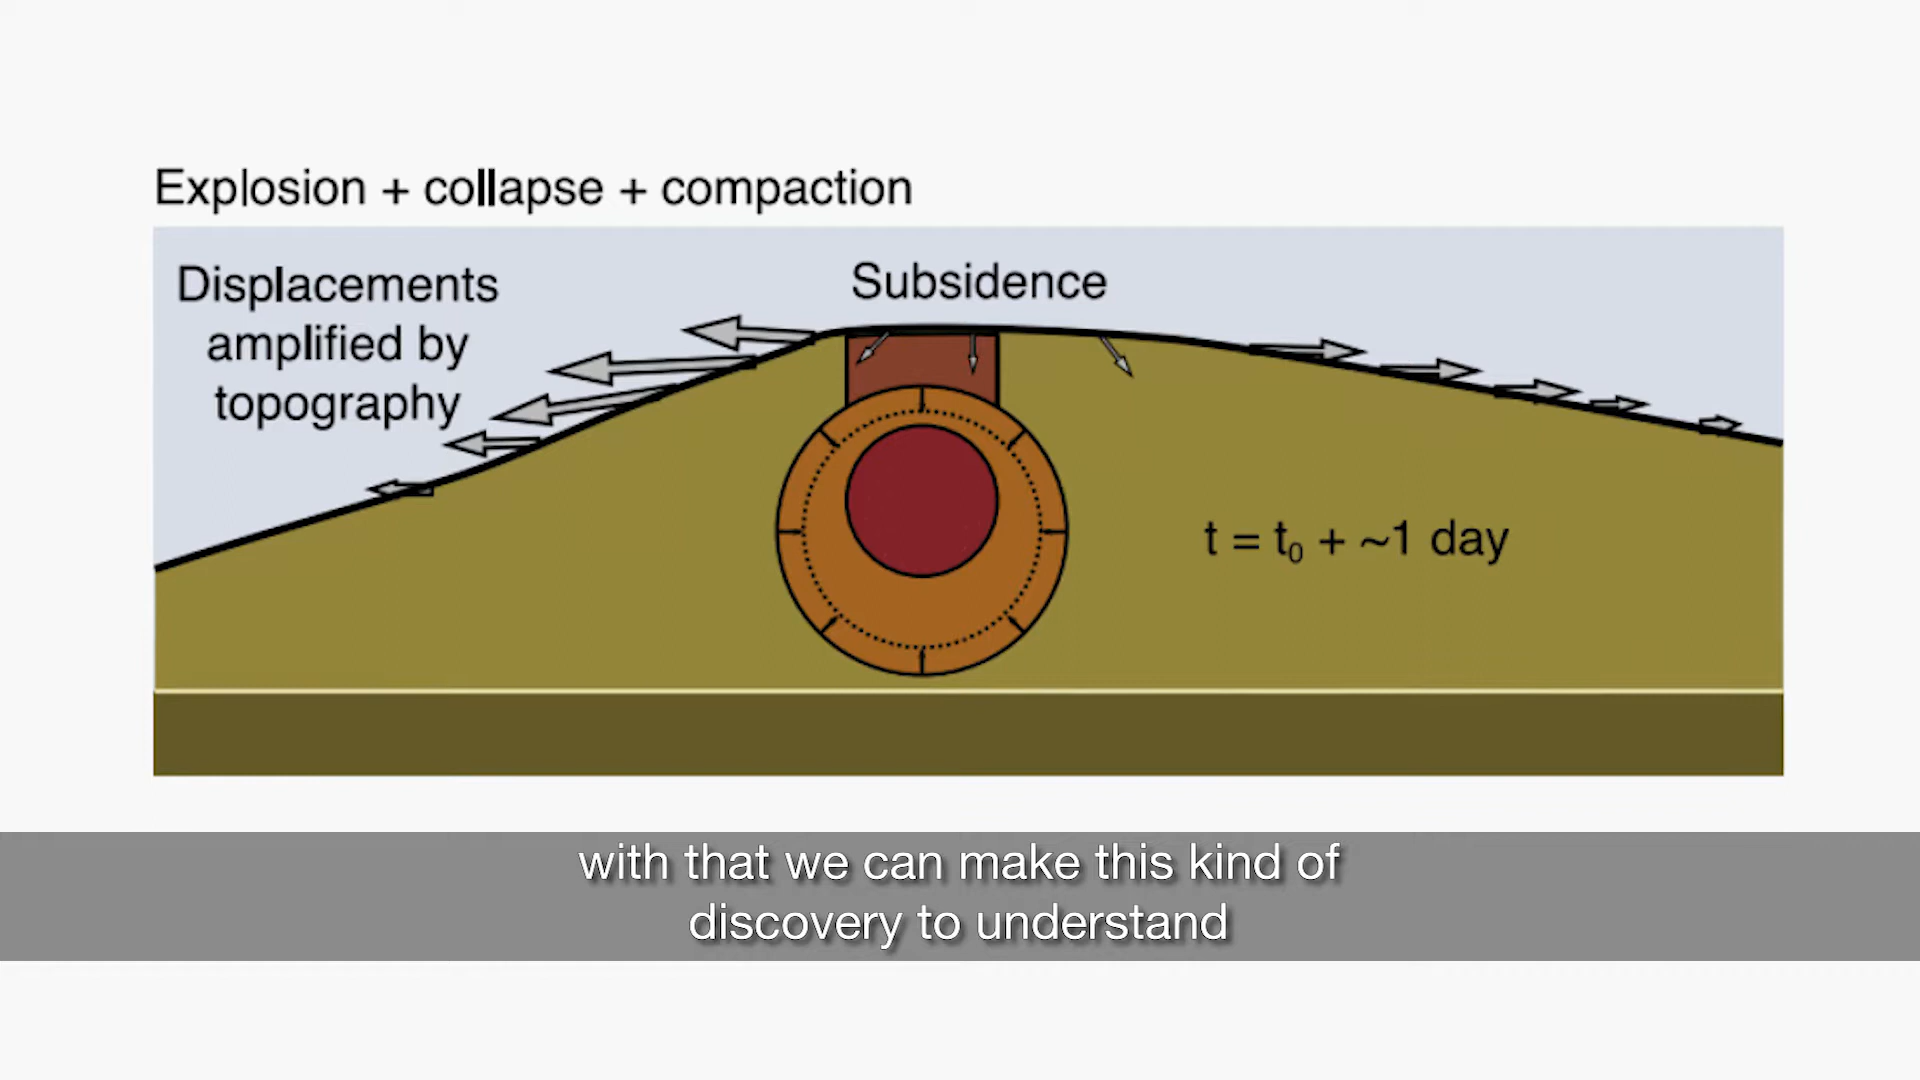 Explosion + collapse + compaction
Displacements
amplified by
topography
Subsidence
t = t₀ + ~1 day
with that we can make this kind of
discovery to understand